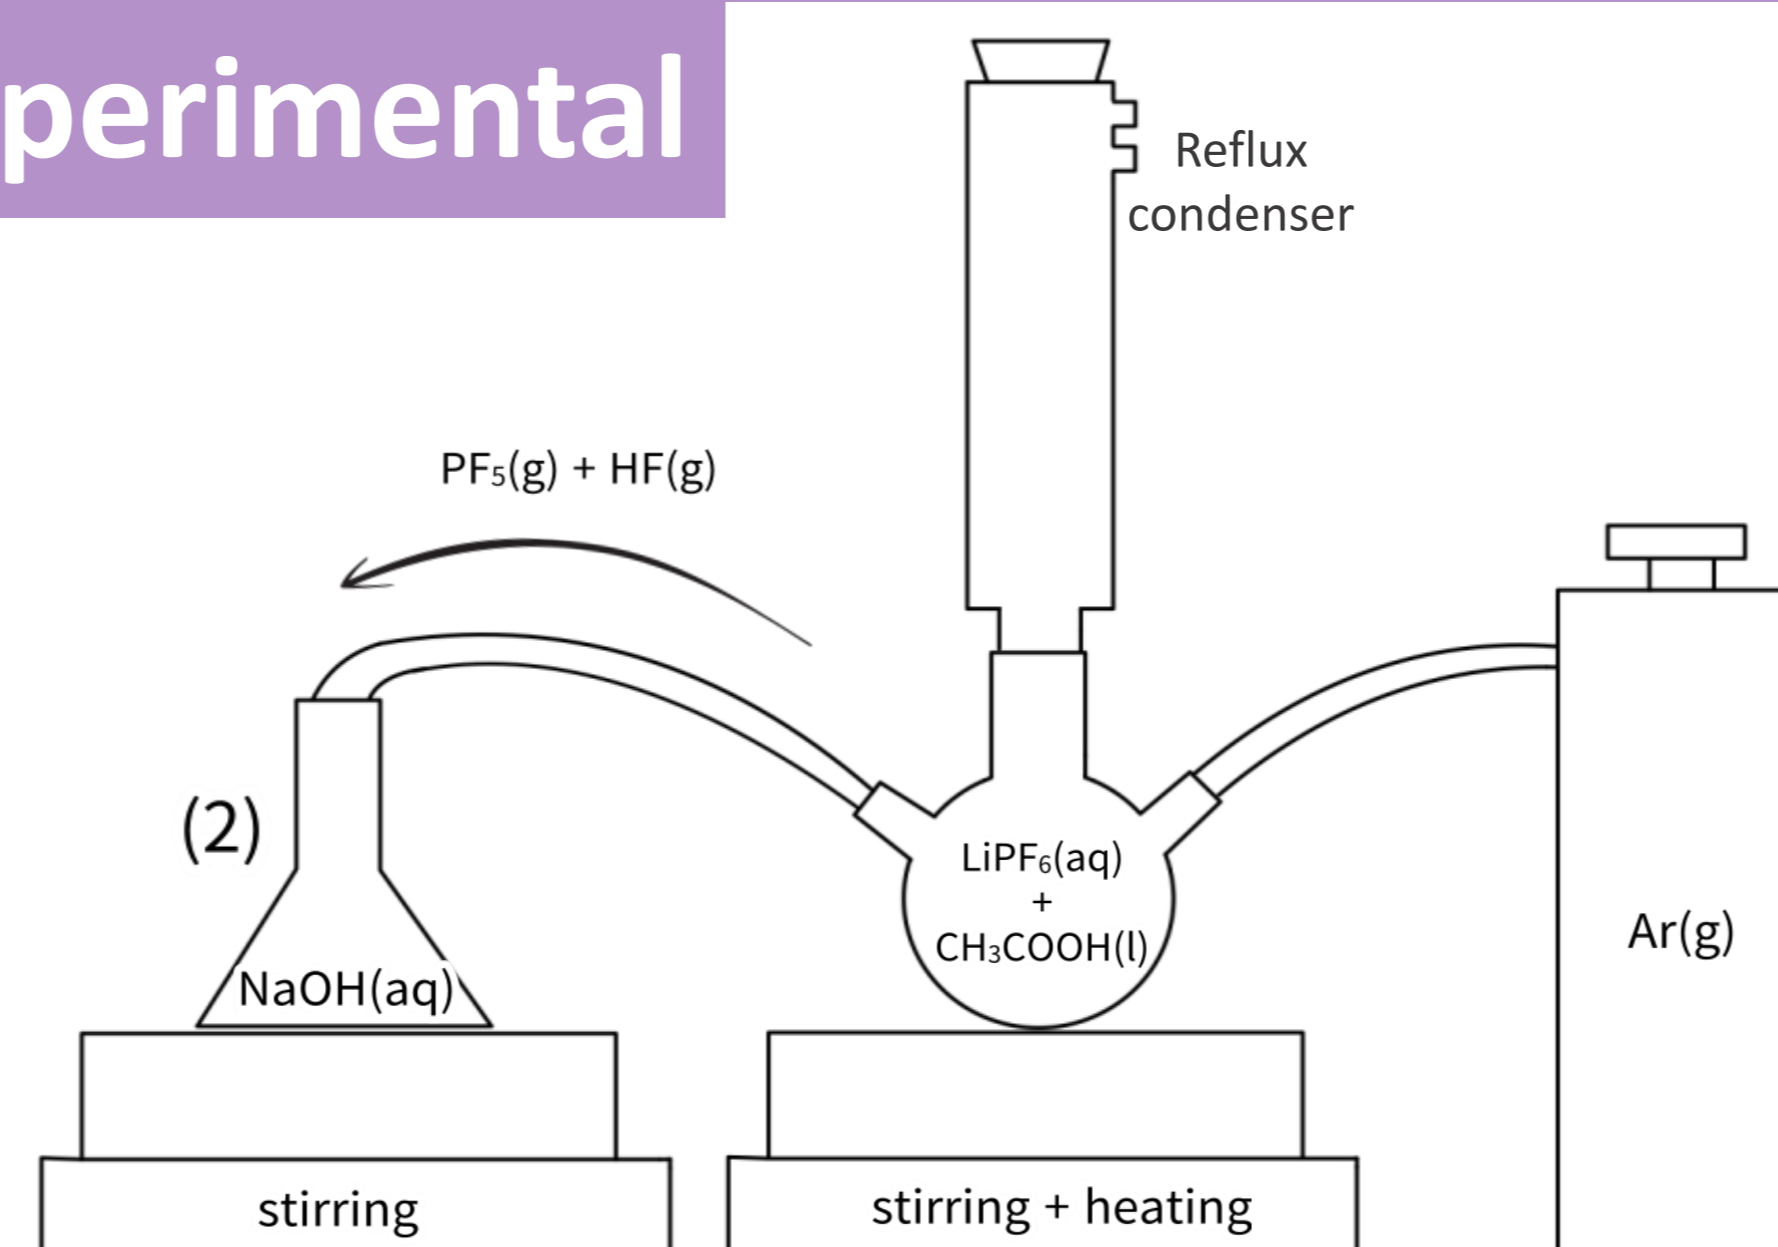 perimental
Reflux
condenser
PF₅(g) + HF(g)
(2)
LiPF₆(aq)
+
CH₃COOH(l)
NaOH(aq)
Ar(g)
stirring
stirring + heating